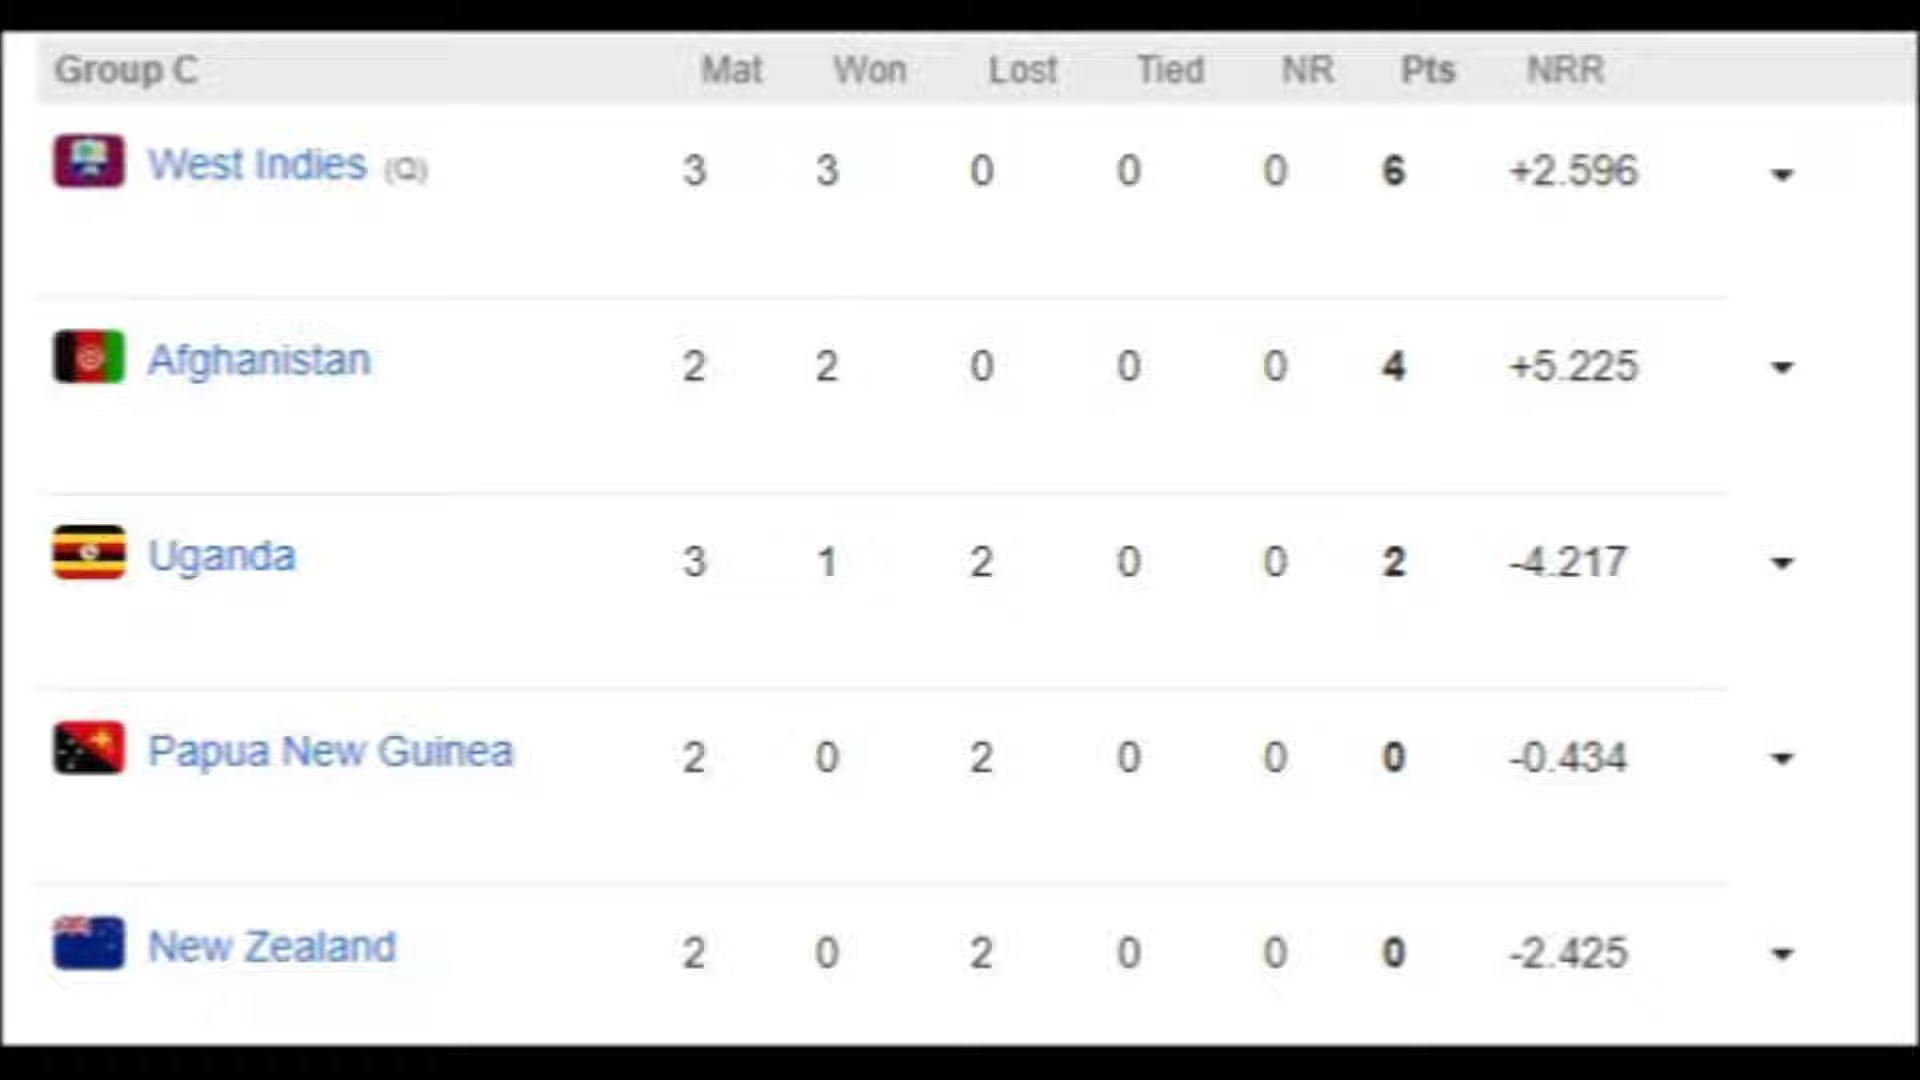 Group C Mat Won Lost Tied NR Pts NRR
West Indies (Q) 3 3 0 0 0 6 +2.596
Afghanistan 2 2 0 0 0 4 +5.225
Uganda 3 1 2 0 0 2 -4.217
Papua New Guinea 2 0 2 0 0 0 -0.434
New Zealand 2 0 2 0 0 0 -2.425